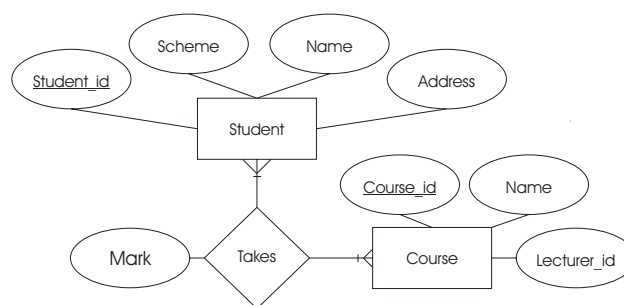 Scheme
Name
Student_id
Address
Student
Course_id
Name
Mark
Takes
Course
Lecturer_id